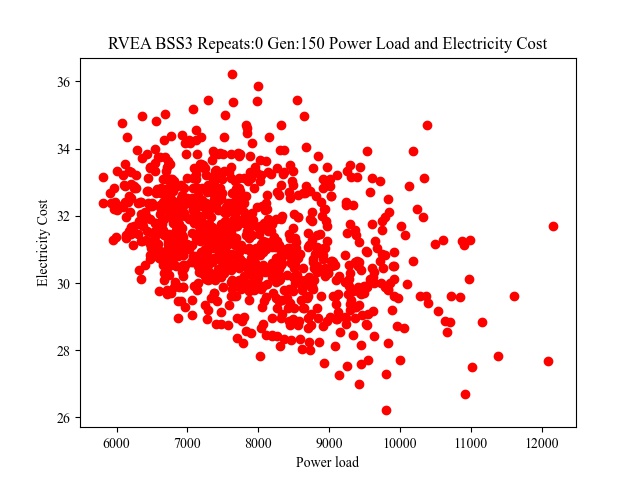 RVEA BSS3 Repeats:0 Gen:150 Power Load and Electricity Cost
36
34
32
30
28
26
Electricity Cost
6000 7000 8000 9000 10000 11000 12000
Power load